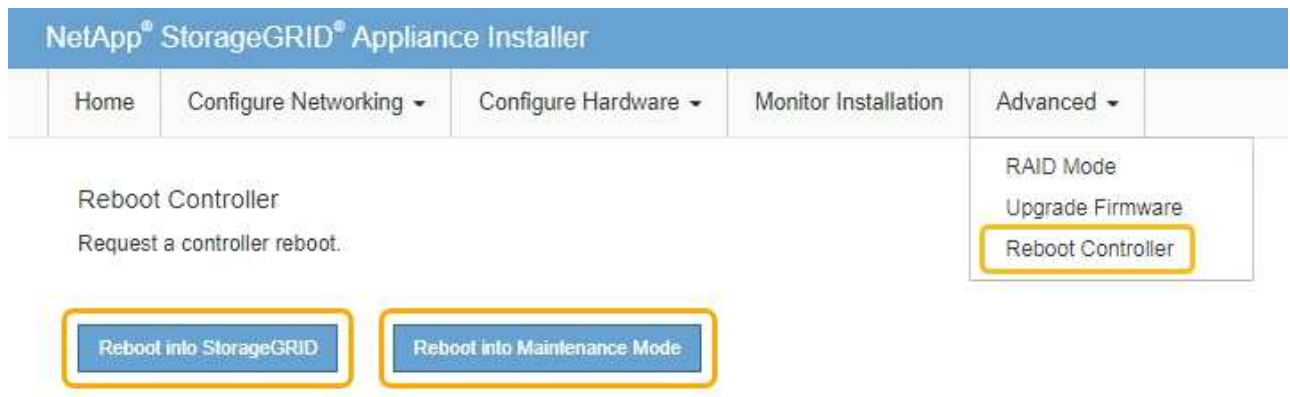 NetApp® StorageGRID® Appliance Installer
Home Configure Networking Configure Hardware Monitor Installation Advanced
RAID Mode
Upgrade Firmware
Reboot Controller
Reboot Controller
Request a controller reboot.
Reboot into StorageGRID Reboot into Maintenance Mode